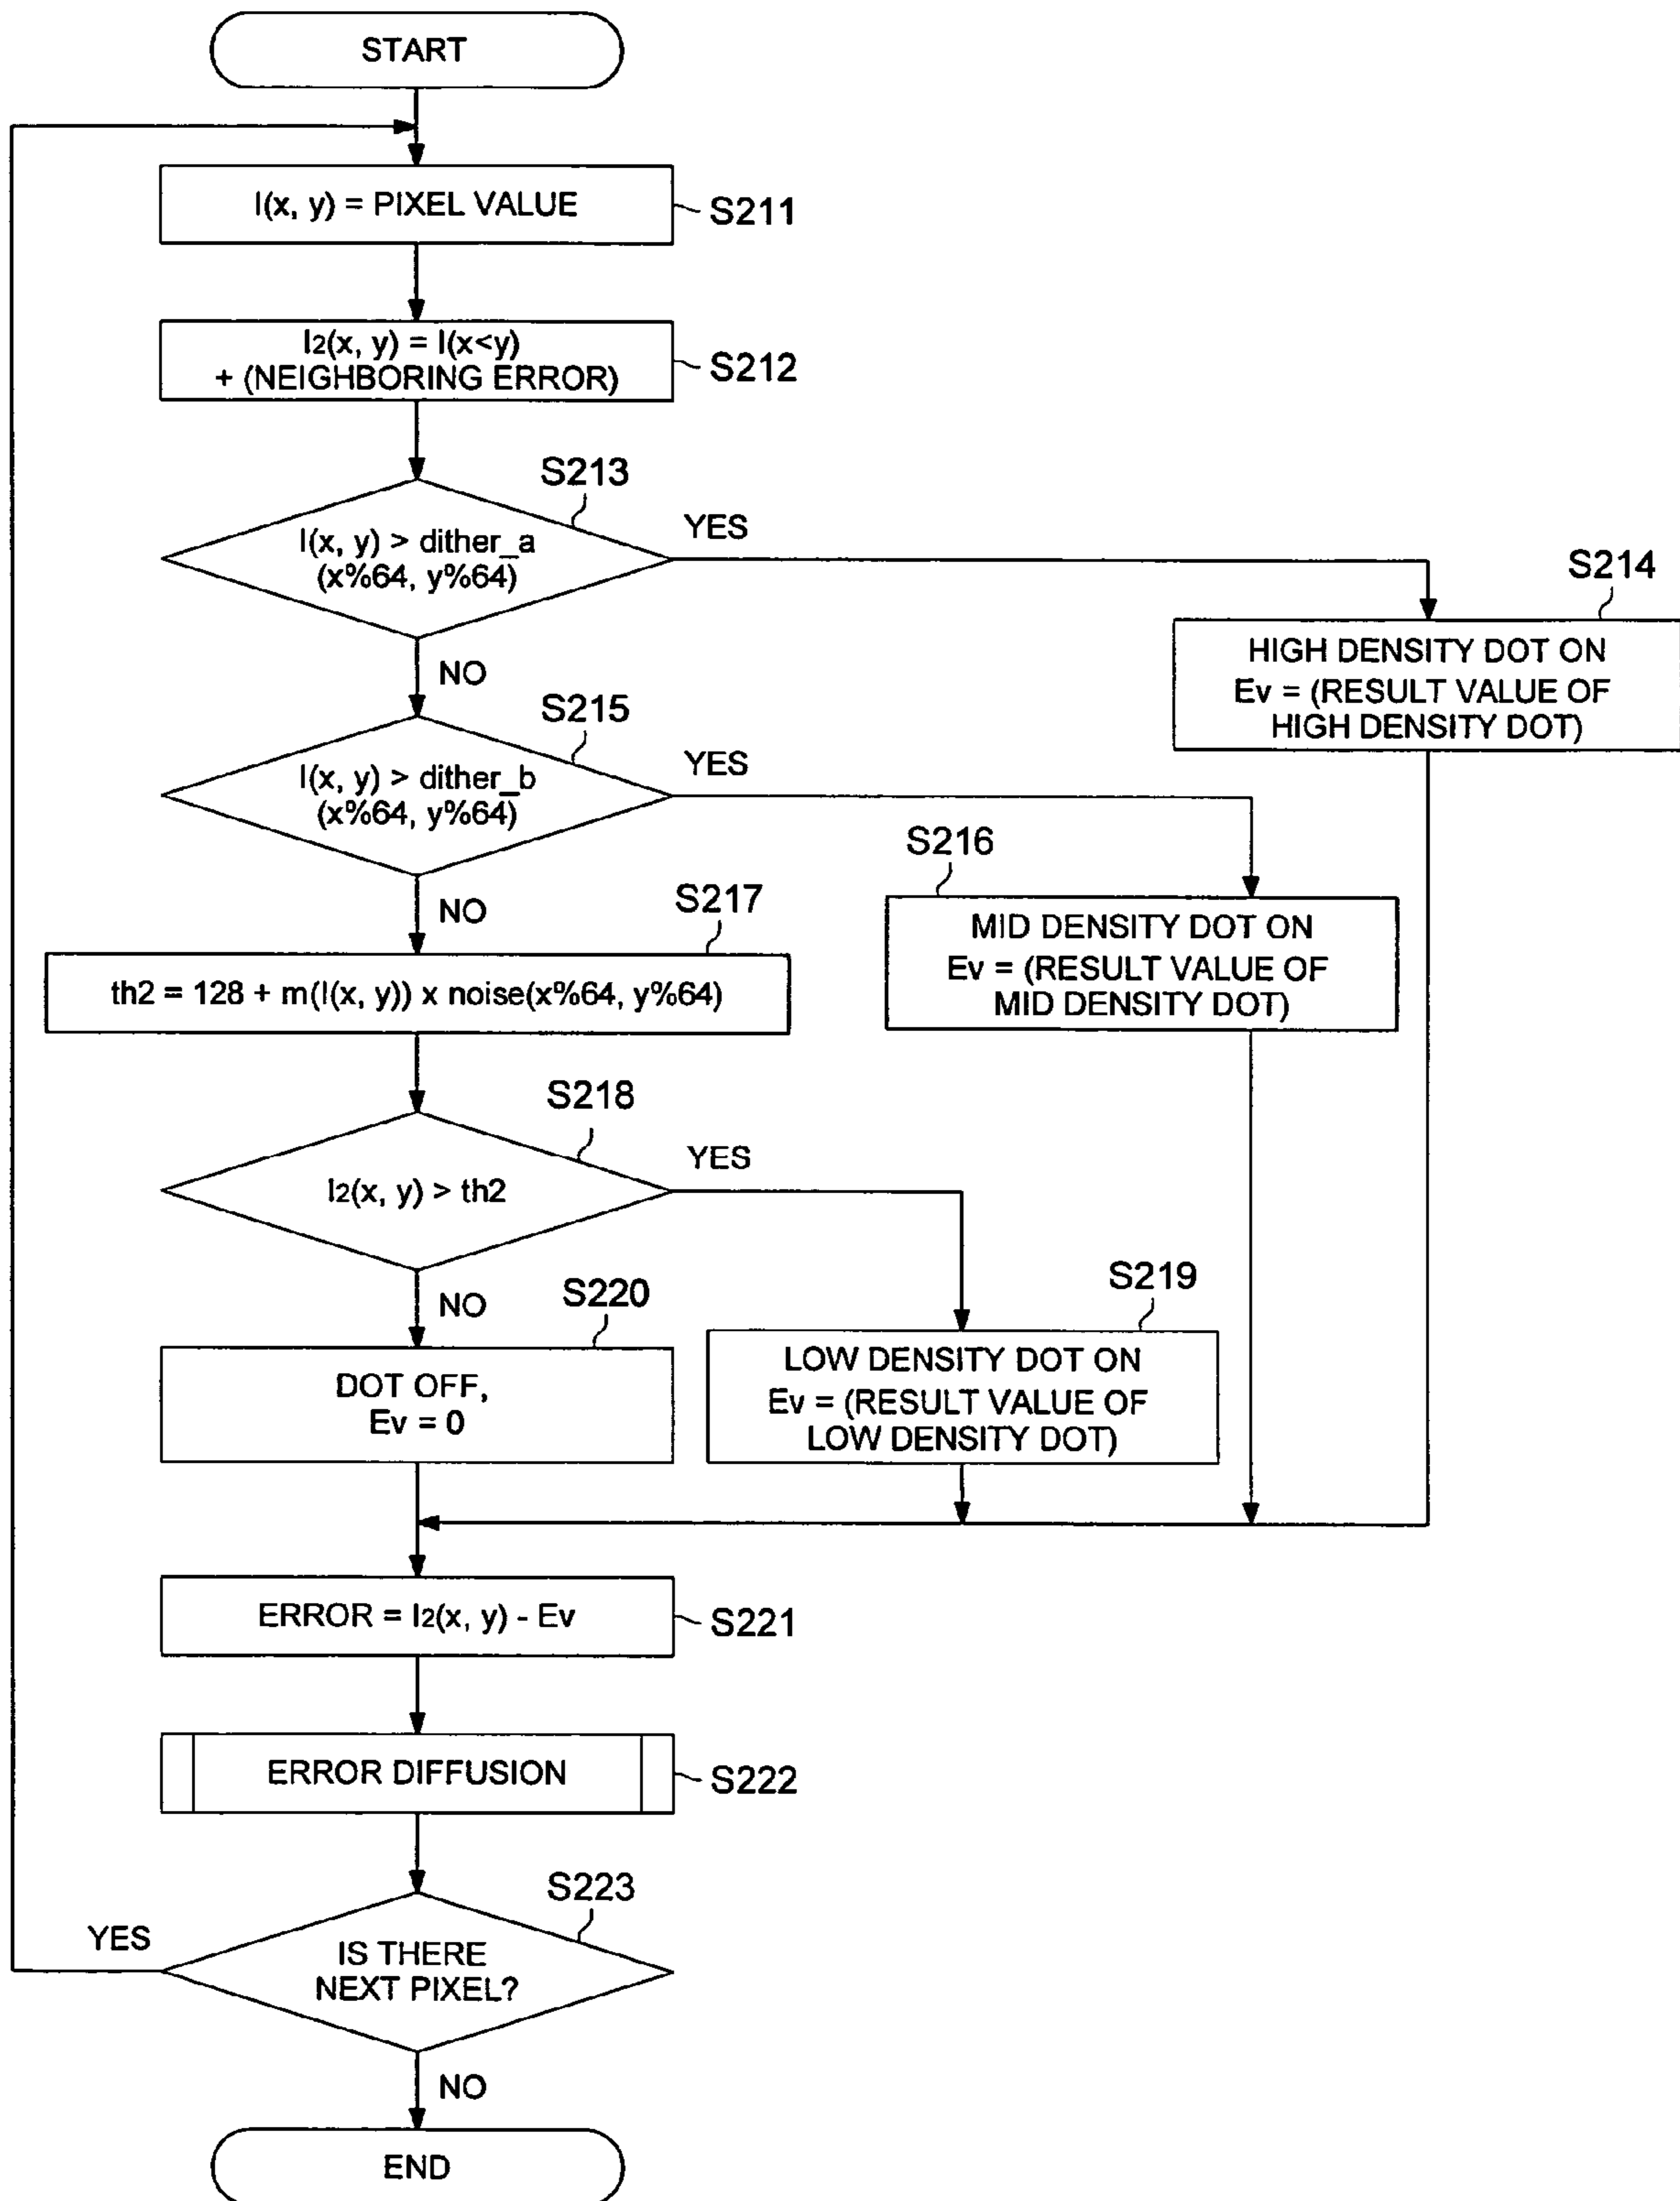 START
I(x, y) = PIXEL VALUE
S211
I2(x, y) = I(x<y)
+ (NEIGHBORING ERROR)
S212
S213
I(x, y) > dither_a
(x%64, y%64)
YES
NO
S214
HIGH DENSITY DOT ON
Ev = (RESULT VALUE OF
HIGH DENSITY DOT)
S215
I(x, y) > dither_b
(x%64, y%64)
YES
NO
S216
MID DENSITY DOT ON
Ev = (RESULT VALUE OF
MID DENSITY DOT)
S217
th2 = 128 + m(I(x, y)) x noise(x%64, y%64)
S218
I2(x, y) > th2
YES
NO
S219
LOW DENSITY DOT ON
Ev = (RESULT VALUE OF
LOW DENSITY DOT)
S220
DOT OFF,
Ev = 0
ERROR = I2(x, y) - Ev
S221
ERROR DIFFUSION
S222
S223
IS THERE
NEXT PIXEL?
YES
NO
END